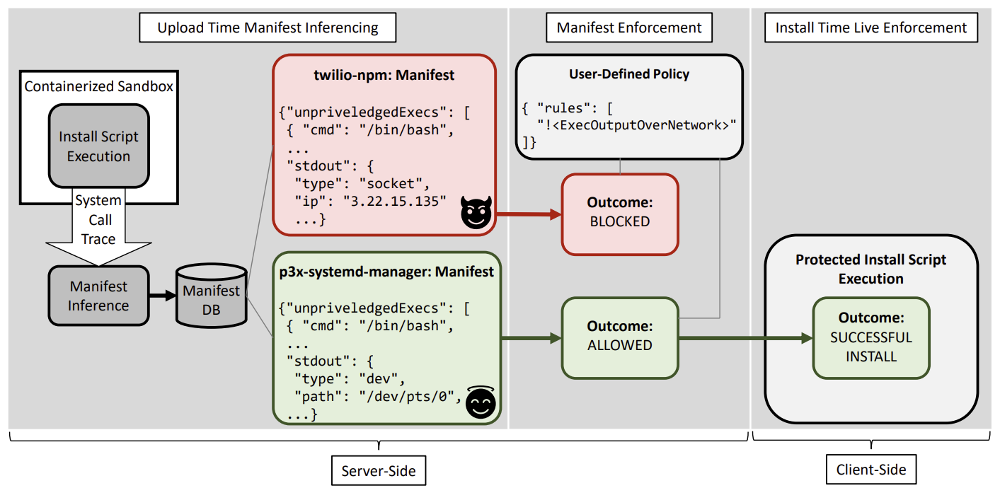 Upload Time Manifest Inferencing
Manifest Enforcement
Install Time Live Enforcement
Containerized Sandbox
Install Script
Execution
System
Call
Trace
Manifest
Inference
Manifest
DB
twilio-npm: Manifest
{"unpriveledgedExecs": [
{ "cmd": "/bin/bash",
...
"stdout": {
"type": "socket",
"ip": "3.22.15.135"
...}
p3x-systemd-manager: Manifest
{"unpriveledgedExecs": [
{ "cmd": "/bin/bash",
...
"stdout": {
"type": "dev",
"path": "/dev/pts/0",
...}
User-Defined Policy
{ "rules": [
"!<ExecOutputOverNetwork>"
]}
Outcome:
BLOCKED
Outcome:
ALLOWED
Protected Install Script
Execution
Outcome:
SUCCESSFUL
INSTALL
Server-Side
Client-Side